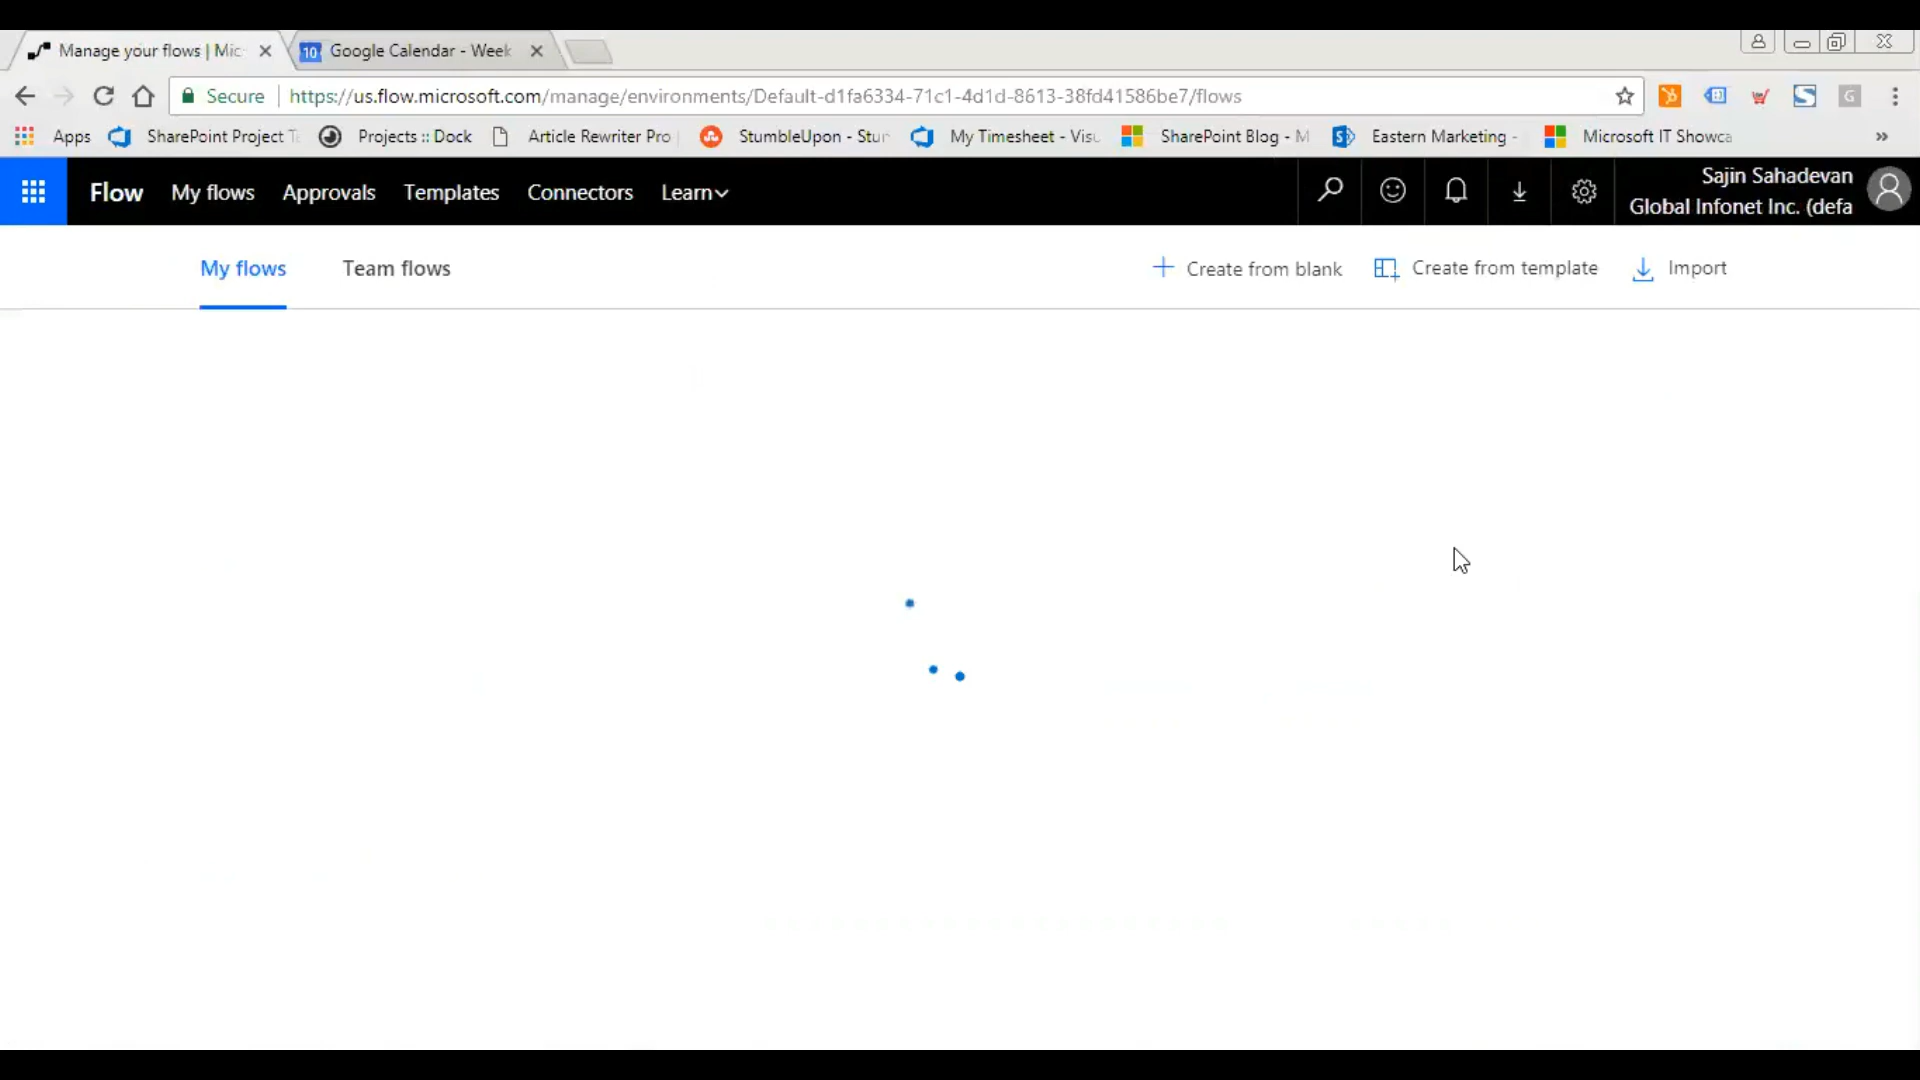 Manage your flows | Mic
10 Google Calendar - Week
Secure https://us.flow.microsoft.com/manage/environments/Default-d1fa6334-71c1-4d1d-8613-38fd41586be7/flows
G
Apps SharePoint Project T Projects :: Dock Article Rewriter Pro StumbleUpon - Stu My Timesheet - Visu SharePoint Blog - M Eastern Marketing - Microsoft IT Showca »
Flow My flows Approvals Templates Connectors Learn
Sajin Sahadevan
Global Infonet Inc. (defa
My flows Team flows Create from blank Create from template Import